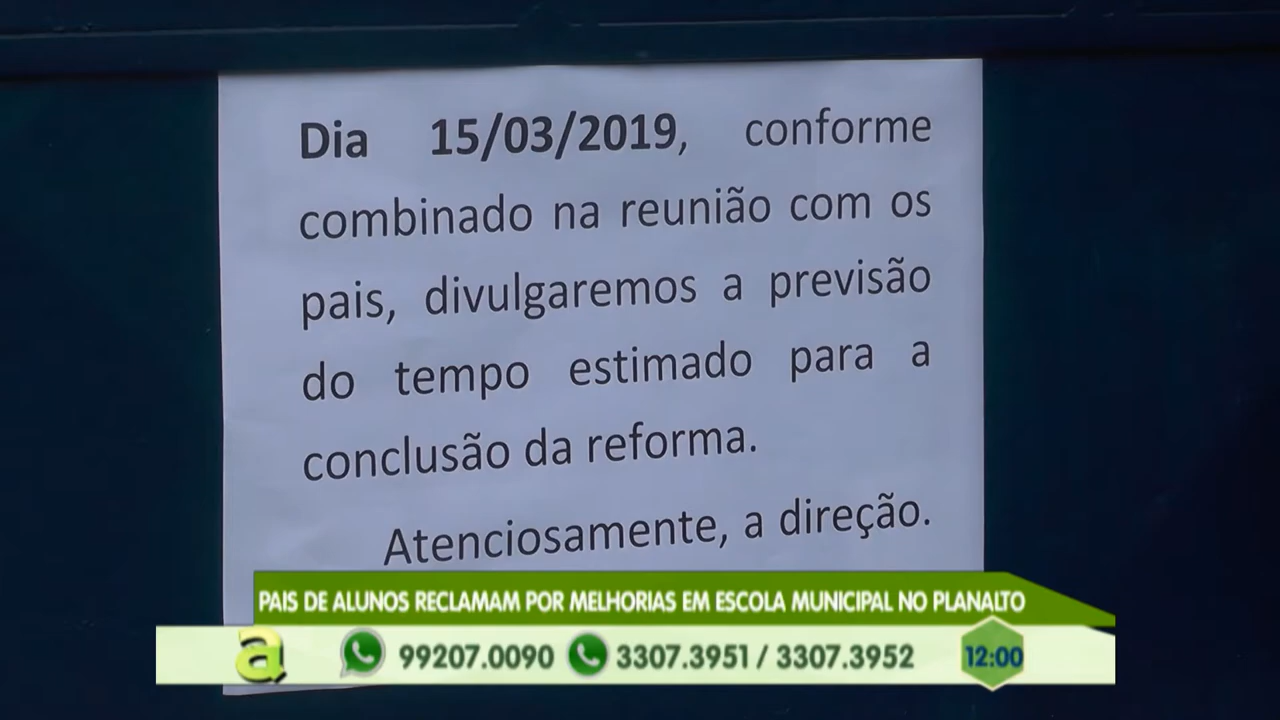 Dia 15/03/2019, conforme
combinado na reunião com os
pais, divulgaremos a previsão
do tempo estimado para a
conclusão da reforma.
Atenciosamente, a direção.
PAIS DE ALUNOS RECLAMAM POR MELHORIAS EM ESCOLA MUNICIPAL NO PLANALTO
a 99207.0090 3307.3951 / 3307.3952 12:00